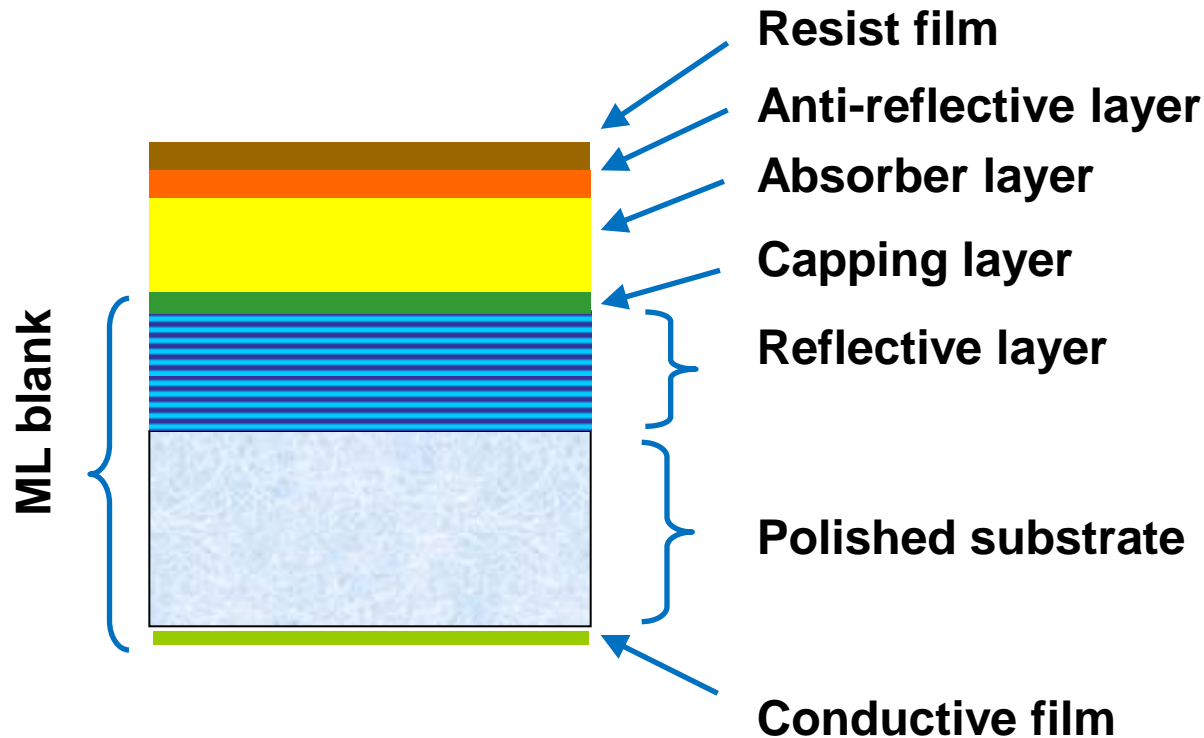 Resist film
Anti-reflective layer
Absorber layer
Capping layer
ML blank
Reflective layer
Polished substrate
Conductive film